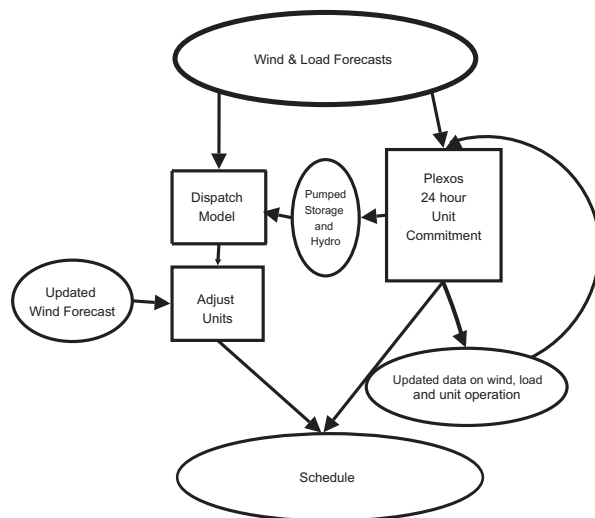 Wind & Load Forecasts
Dispatch
Model
Pumped
Storage
and
Hydro
Plexos
24 hour
Unit
Commitment
Updated
Wind Forecast
Adjust
Units
Updated data on wind, load
and unit operation
Schedule